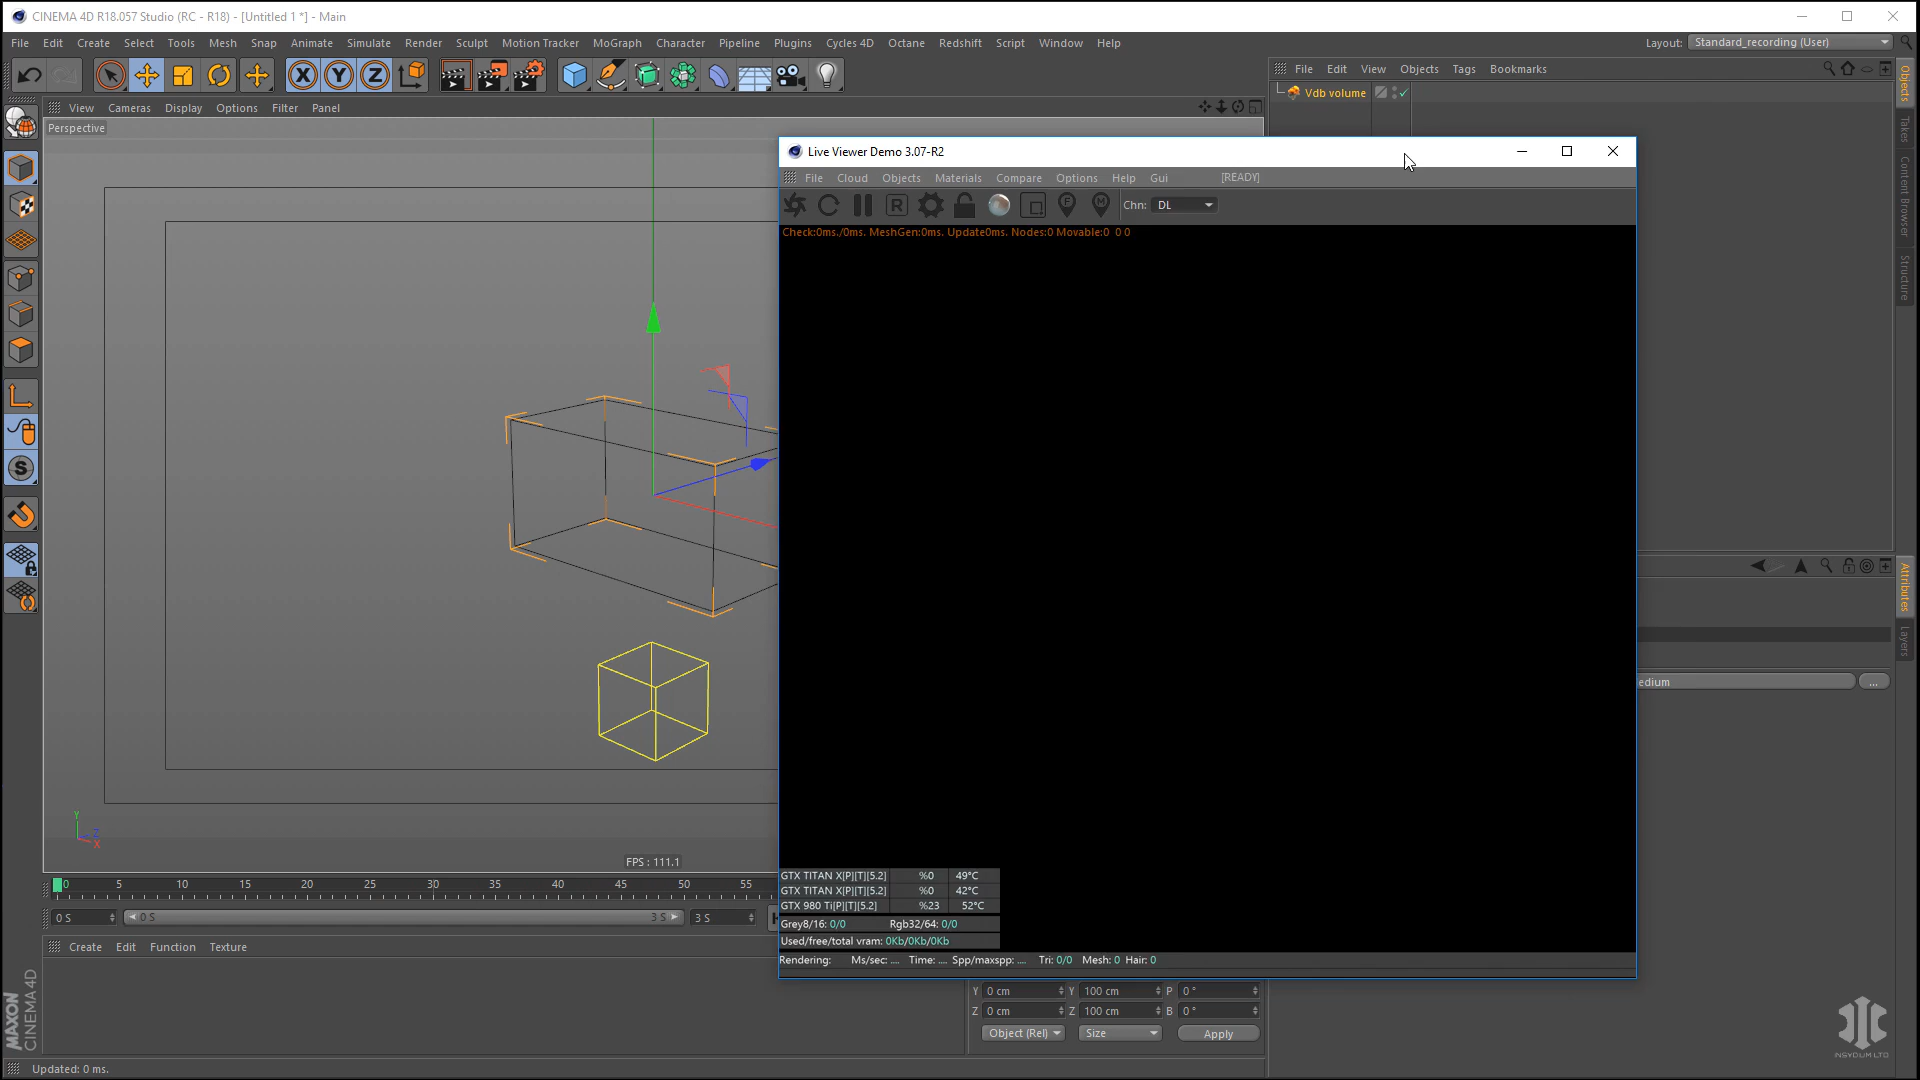 CINEMA 4D R18.057 Studio (RC - R18) - [Untitled 1 *] - Main
File Edit Create Select Tools Mesh Snap Animate Simulate Render Sculpt Motion Tracker MoGraph Character Pipeline Plugins Cycles 4D Octane Redshift Script Window Help
Layout: Standard_recording (User)
X Y Z
File Edit View Objects Tags Bookmarks
Vdb volume
View Cameras Display Options Filter Panel
Perspective
Live Viewer Demo 3.07-R2
File Cloud Objects Materials Compare Options Help Gui [READY]
R F M Chn: DL
Check:0ms./0ms. MeshGen:0ms. Update0ms. Nodes:0 Movable:0 0 0
Objects
Takes
Content Browser
Structure
Attributes
Layers
edium ...
S
Y
Z
X
FPS : 111.1
GTX TITAN X[P][T][5.2] %0 49°C
GTX TITAN X[P][T][5.2] %0 42°C
GTX 980 Ti[P][T][5.2] %23 52°C
Grey8/16: 0/0 Rgb32/64: 0/0
Used/free/total vram: 0Kb/0Kb/0Kb
Rendering: Ms/sec: ... Time: ... Spp/maxspp: ... Tri: 0/0 Mesh: 0 Hair: 0
0 5 10 15 20 25 30 35 40 45 50 55
0 S 0 S 3 S 3 S
Create Edit Function Texture
Y 0 cm Y 100 cm P 0 °
Z 0 cm Z 100 cm B 0 °
Object (Rel) Size Apply
MAXON
CINEMA 4D
INSYDIUM LTD
Updated: 0 ms.